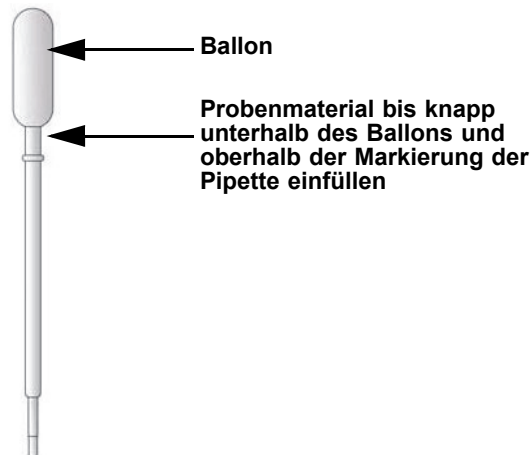 Ballon
Probenmaterial bis knapp
unterhalb des Ballons und
oberhalb der Markierung der
Pipette einfüllen